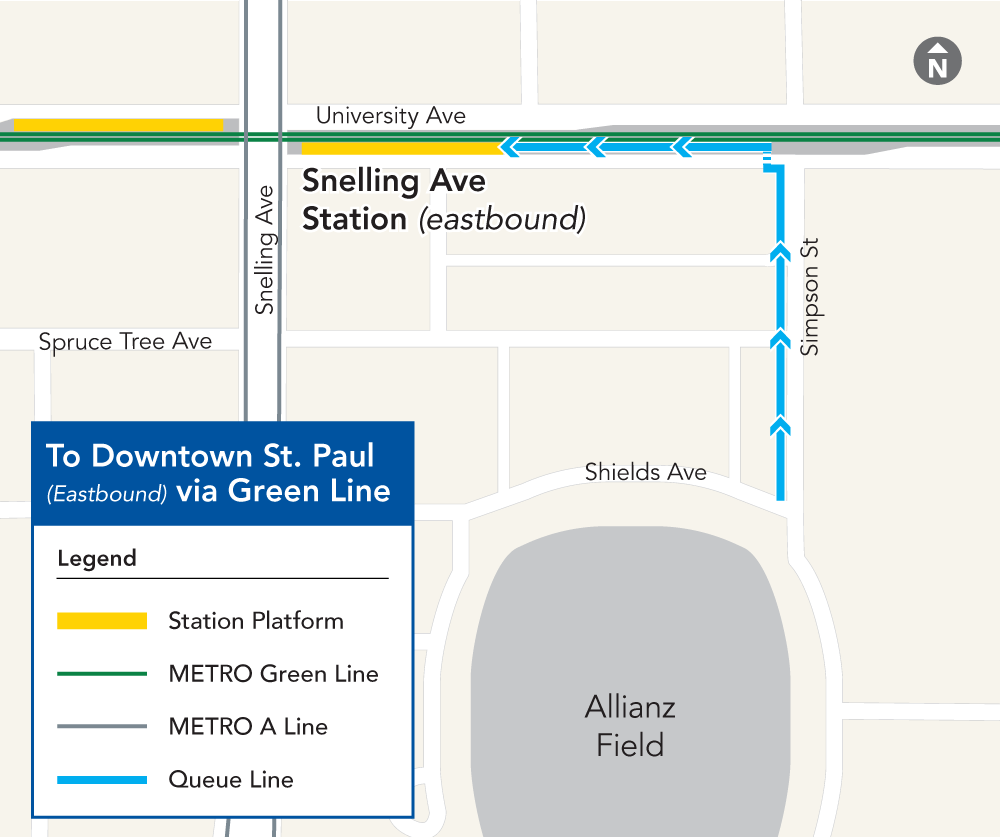 N
University Ave
Snelling Ave
Station (eastbound)
Snelling Ave
Simpson St
Spruce Tree Ave
Shields Ave
To Downtown St. Paul
(Eastbound) via Green Line
Legend
Station Platform
METRO Green Line
METRO A Line
Queue Line
Allianz
Field